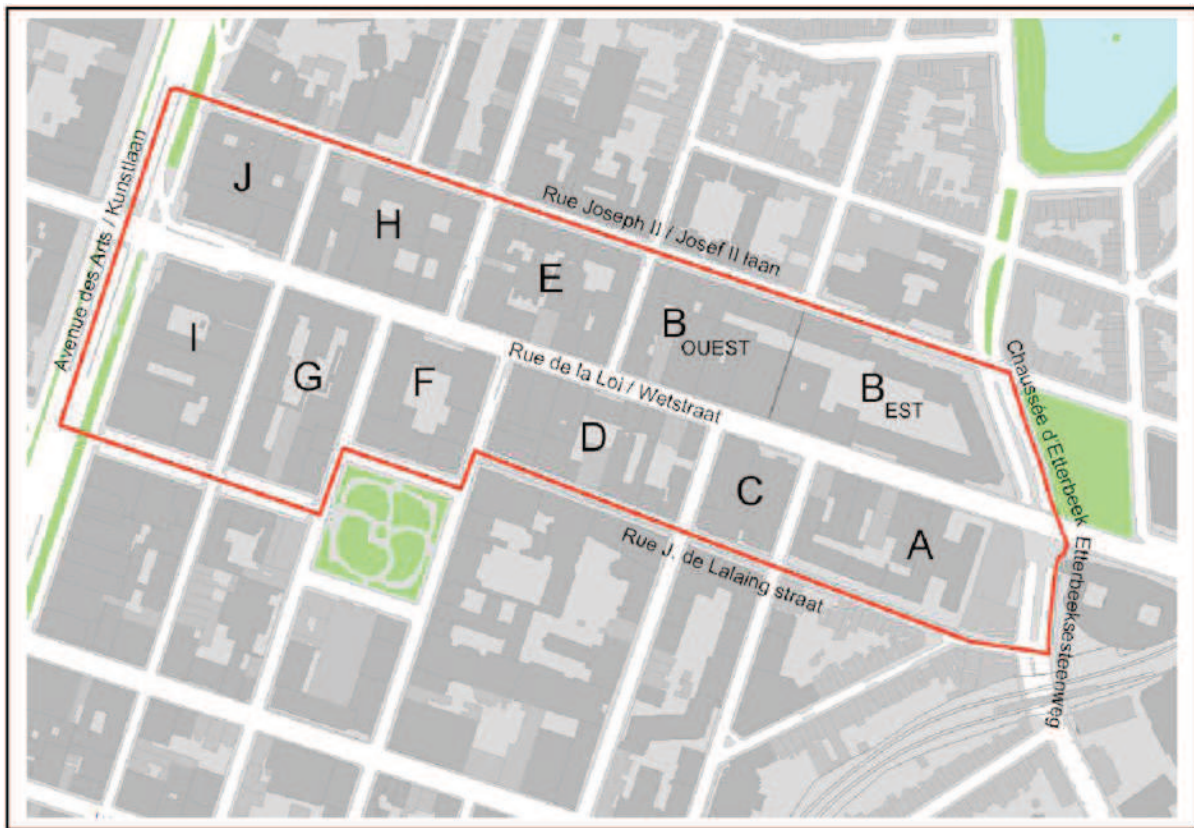 J
H
Rue Joseph II / Josef II laan
Avenue des Arts / Kunstlaan
E
I
B
OUEST
Chaussée d'Etterbeek Etterbeeksesteenweg
G
F
Rue de la Loi / Wetstraat
B
EST
D
C
A
Rue J. de Lalaing straat